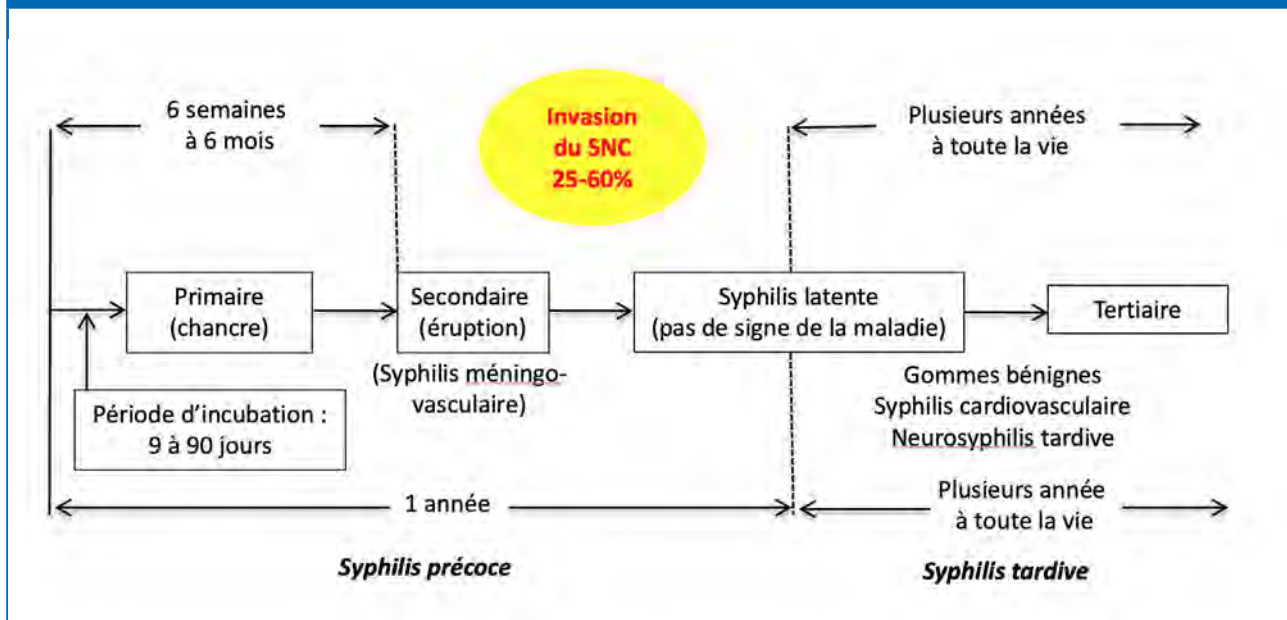 6 semaines
à 6 mois
Invasion
du SNC
25-60%
Plusieurs années
à toute la vie
Primaire
(chancre)
Secondaire
(éruption)
Syphilis latente
(pas de signe de la maladie)
Tertiaire
(Syphilis méningo-
vasculaire)
Période d'incubation :
9 à 90 jours
Gommes bénignes
Syphilis cardiovasculaire
Neurosyphilis tardive
1 année
Plusieurs année
à toute la vie
Syphilis précoce
Syphilis tardive